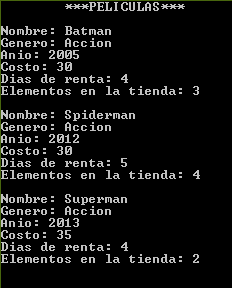 ***PELICULAS***
Nombre: Batman
Genero: Accion
Anio: 2005
Costo: 30
Dias de renta: 4
Elementos en la tienda: 3
Nombre: Spiderman
Genero: Accion
Anio: 2012
Costo: 30
Dias de renta: 5
Elementos en la tienda: 4
Nombre: Superman
Genero: Accion
Anio: 2013
Costo: 35
Dias de renta: 4
Elementos en la tienda: 2